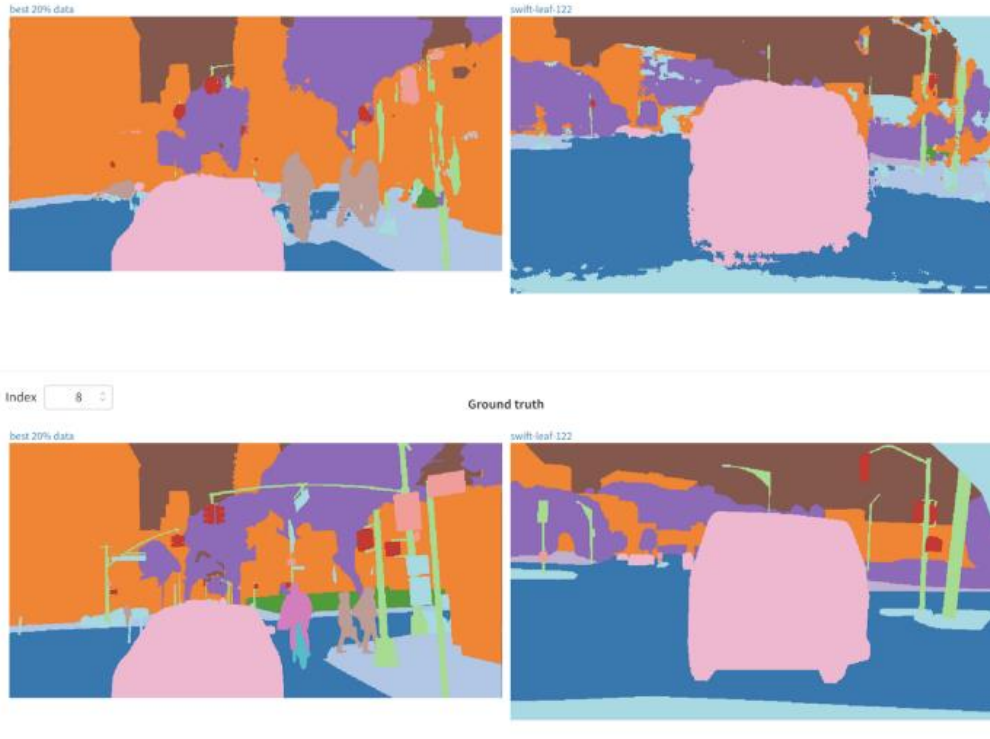 best 20% data
swift-leaf-122
Index 8
Ground truth
best 20% data
swift-leaf-122